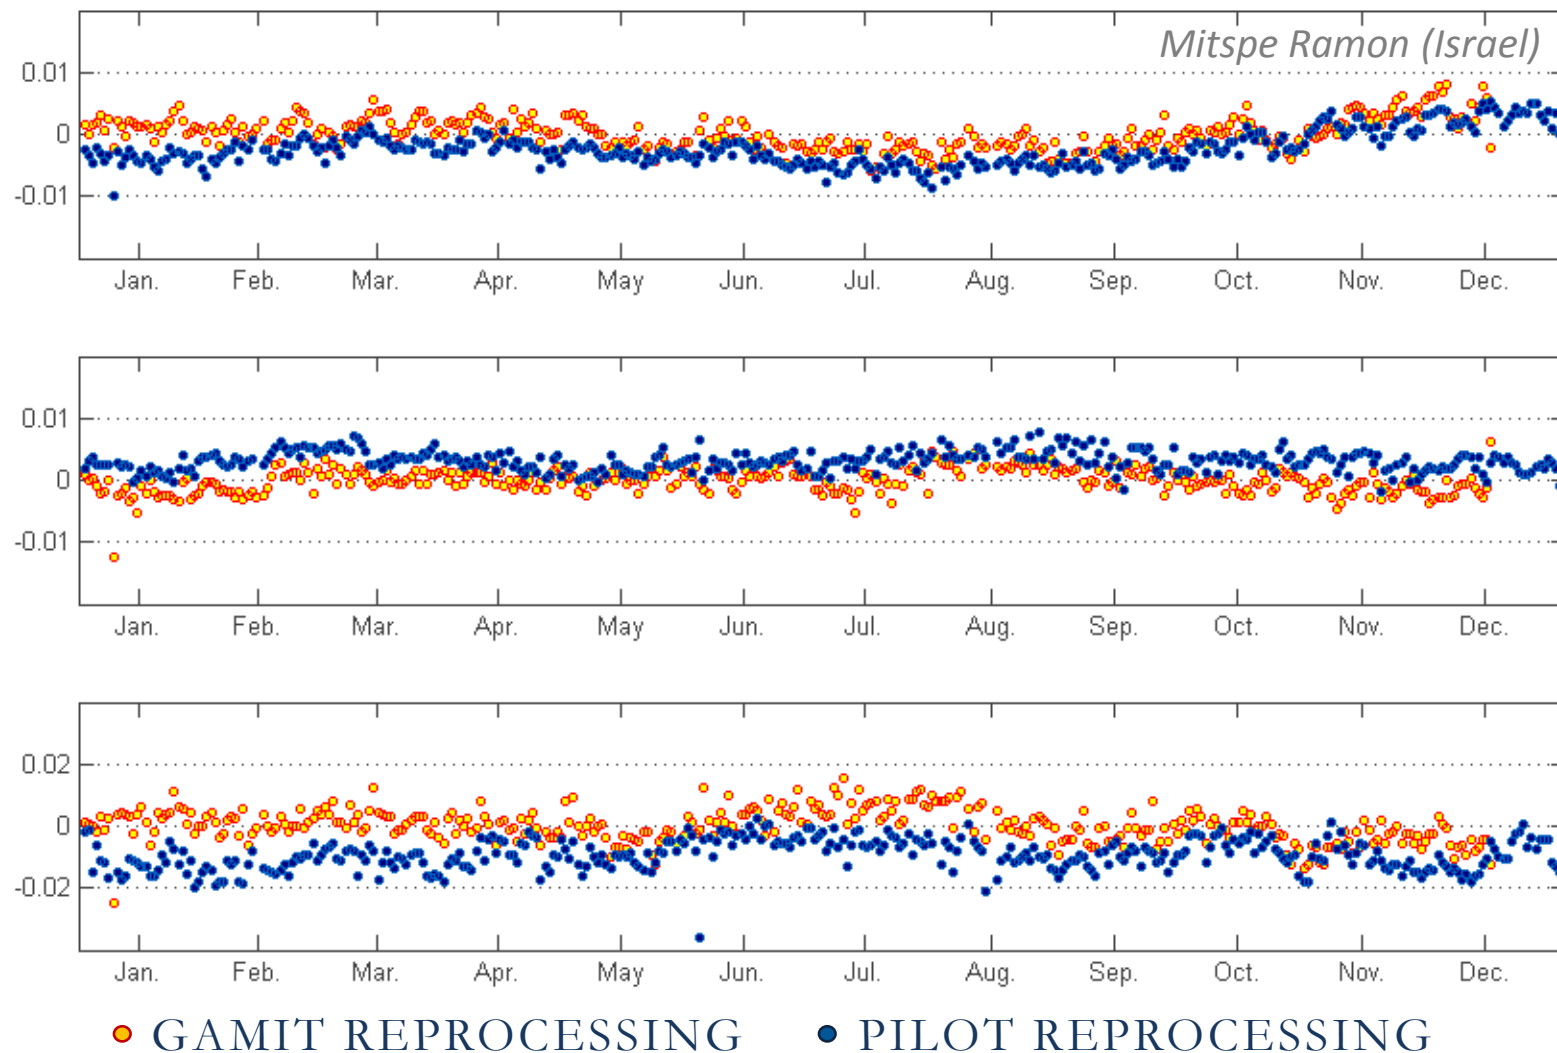 Mitspe Ramon (Israel)
0.01
0
-0.01
Jan. Feb. Mar. Apr. May Jun. Jul. Aug. Sep. Oct. Nov. Dec.
0.01
0
-0.01
Jan. Feb. Mar. Apr. May Jun. Jul. Aug. Sep. Oct. Nov. Dec.
0.02
0
-0.02
Jan. Feb. Mar. Apr. May Jun. Jul. Aug. Sep. Oct. Nov. Dec.
GAMIT REPROCESSING PILOT REPROCESSING